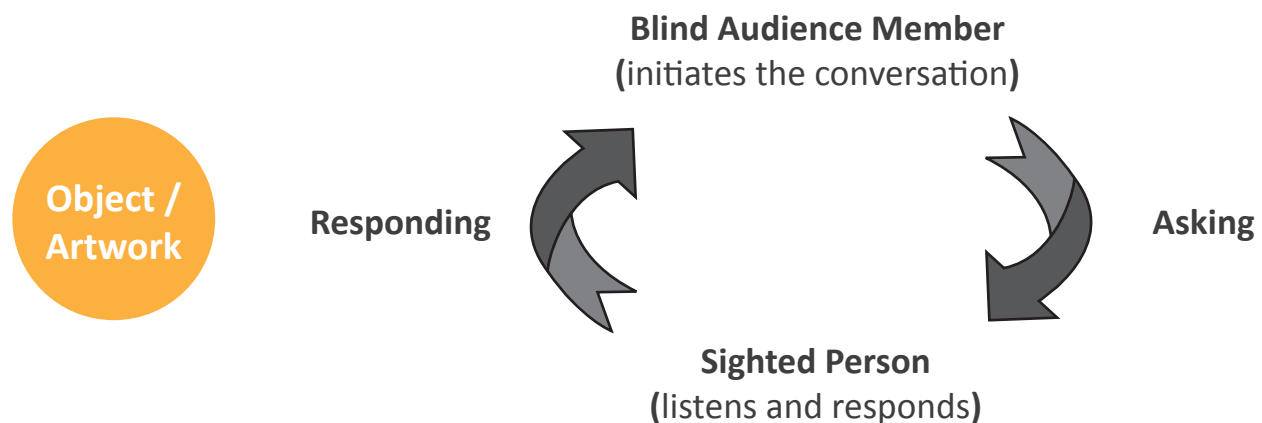 Blind Audience Member
(initiates the conversation)
Object /
Artwork
Responding
Asking
Sighted Person
(listens and responds)